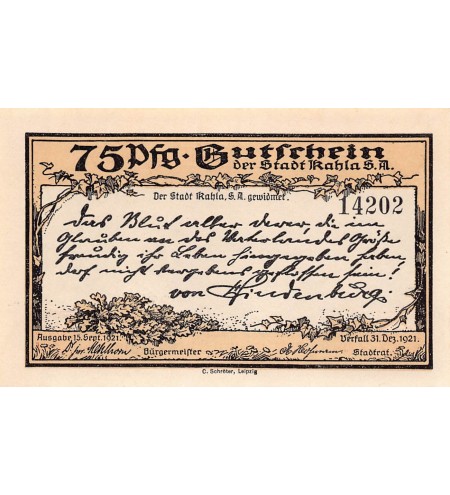 75 Pfg. Gutschein
der Stadt Kahla S.A.
Der Stadt Kahla, S.A. gewidmet.
14202
Das Blut aller derer, die im
Glauben an des Vaterlandes Größe
freudig ihr Leben hingegeben haben
darf nicht vergebens geflossen sein!
von Hindenburg.
Ausgabe 15. Sept. 1921. Verfall 31. Dez. 1921.
Bürgermeister Stadtrat.
C. Schröter, Leipzig